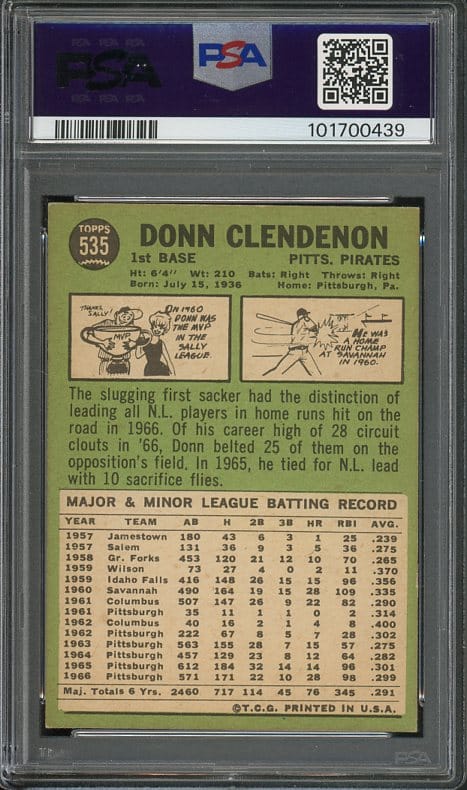 PSA PSA PSA
PSA
PSA PSA PSA
PSA
101700439
TOPPS
535
DONN CLENDENON
1st BASE PITTS. PIRATES
Ht: 6'4" Wt: 210 Bats: Right Throws: Right
Born: July 15, 1936 Home: Pittsburgh, Pa.
THANKS, SALLY!
MVP
IN 1960
DONN WAS
THE MVP
IN THE
SALLY
LEAGUE.
HE WAS
A HOME
RUN CHAMP
AT SAVANNAH
IN 1960.
The slugging first sacker had the distinction of
leading all N.L. players in home runs hit on the
road in 1966. Of his career high of 28 circuit
clouts in '66, Donn belted 25 of them on the
opposition's field. In 1965, he tied for N.L. lead
with 10 sacrifice flies.
MAJOR & MINOR LEAGUE BATTING RECORD
YEAR TEAM AB H 2B 3B HR RBI AVG.
1957 Jamestown 180 43 6 3 1 25 .239
1957 Salem 131 36 9 3 5 36 .275
1958 Gr. Forks 453 120 21 12 10 70 .265
1959 Wilson 73 27 4 0 2 11 .370
1959 Idaho Falls 416 148 26 15 15 96 .356
1960 Savannah 490 164 19 15 28 109 .335
1961 Columbus 507 147 26 9 22 82 .290
1961 Pittsburgh 35 11 1 1 0 2 .314
1962 Columbus 40 16 2 1 4 8 .400
1962 Pittsburgh 222 67 8 5 7 28 .302
1963 Pittsburgh 563 155 28 7 15 57 .275
1964 Pittsburgh 457 129 23 8 12 64 .282
1965 Pittsburgh 612 184 32 14 14 96 .301
1966 Pittsburgh 571 171 22 10 28 98 .299
Maj. Totals 6 Yrs. 2460 717 114 45 76 345 .291
©T.C.G. PRINTED IN U.S.A.
PSA